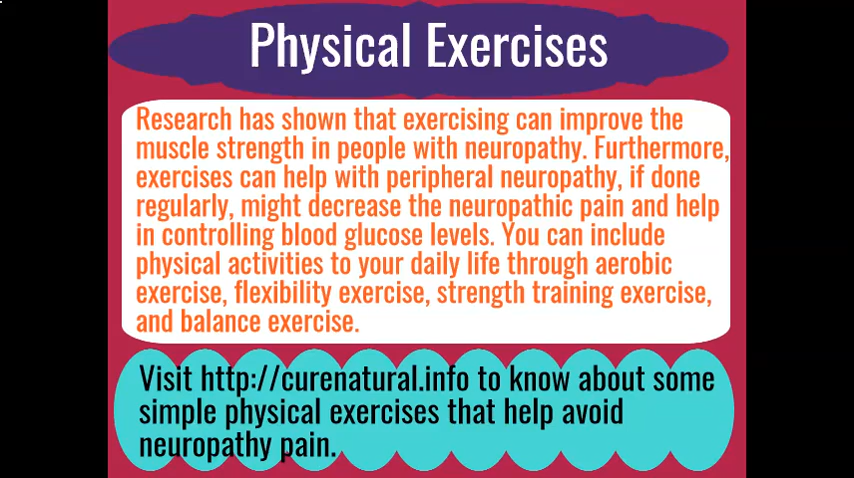 Physical Exercises
Research has shown that exercising can improve the
muscle strength in people with neuropathy. Furthermore,
exercises can help with peripheral neuropathy, if done
regularly, might decrease the neuropathic pain and help
in controlling blood glucose levels. You can include
physical activities to your daily life through aerobic
exercise, flexibility exercise, strength training exercise,
and balance exercise.
Visit http://curenatural.info to know about some
simple physical exercises that help avoid
neuropathy pain.